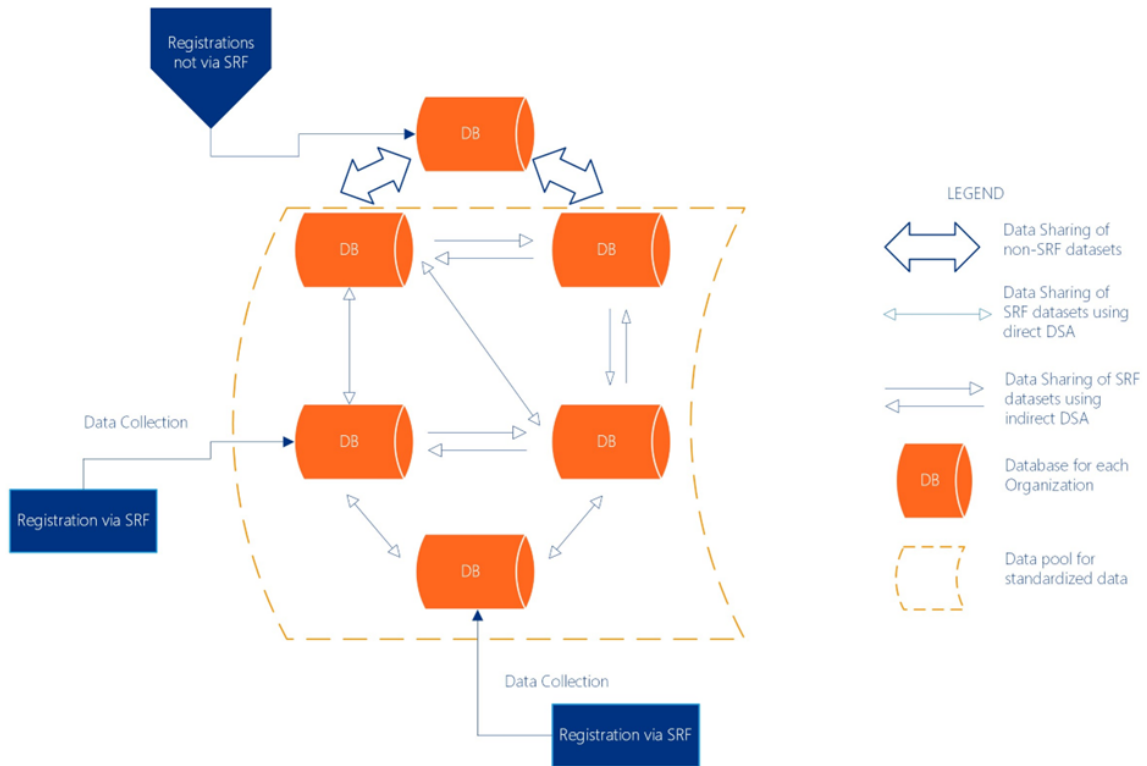 Registrations
not via SRF
DB
DB
DB
Data Collection
DB
DB
Registration via SRF
DB
Data Collection
Registration via SRF
LEGEND
Data Sharing of
non-SRF datasets
Data Sharing of
SRF datasets using
direct DSA
Data Sharing of SRF
datasets using
indirect DSA
DB
Database for each
Organization
Data pool for
standardized data